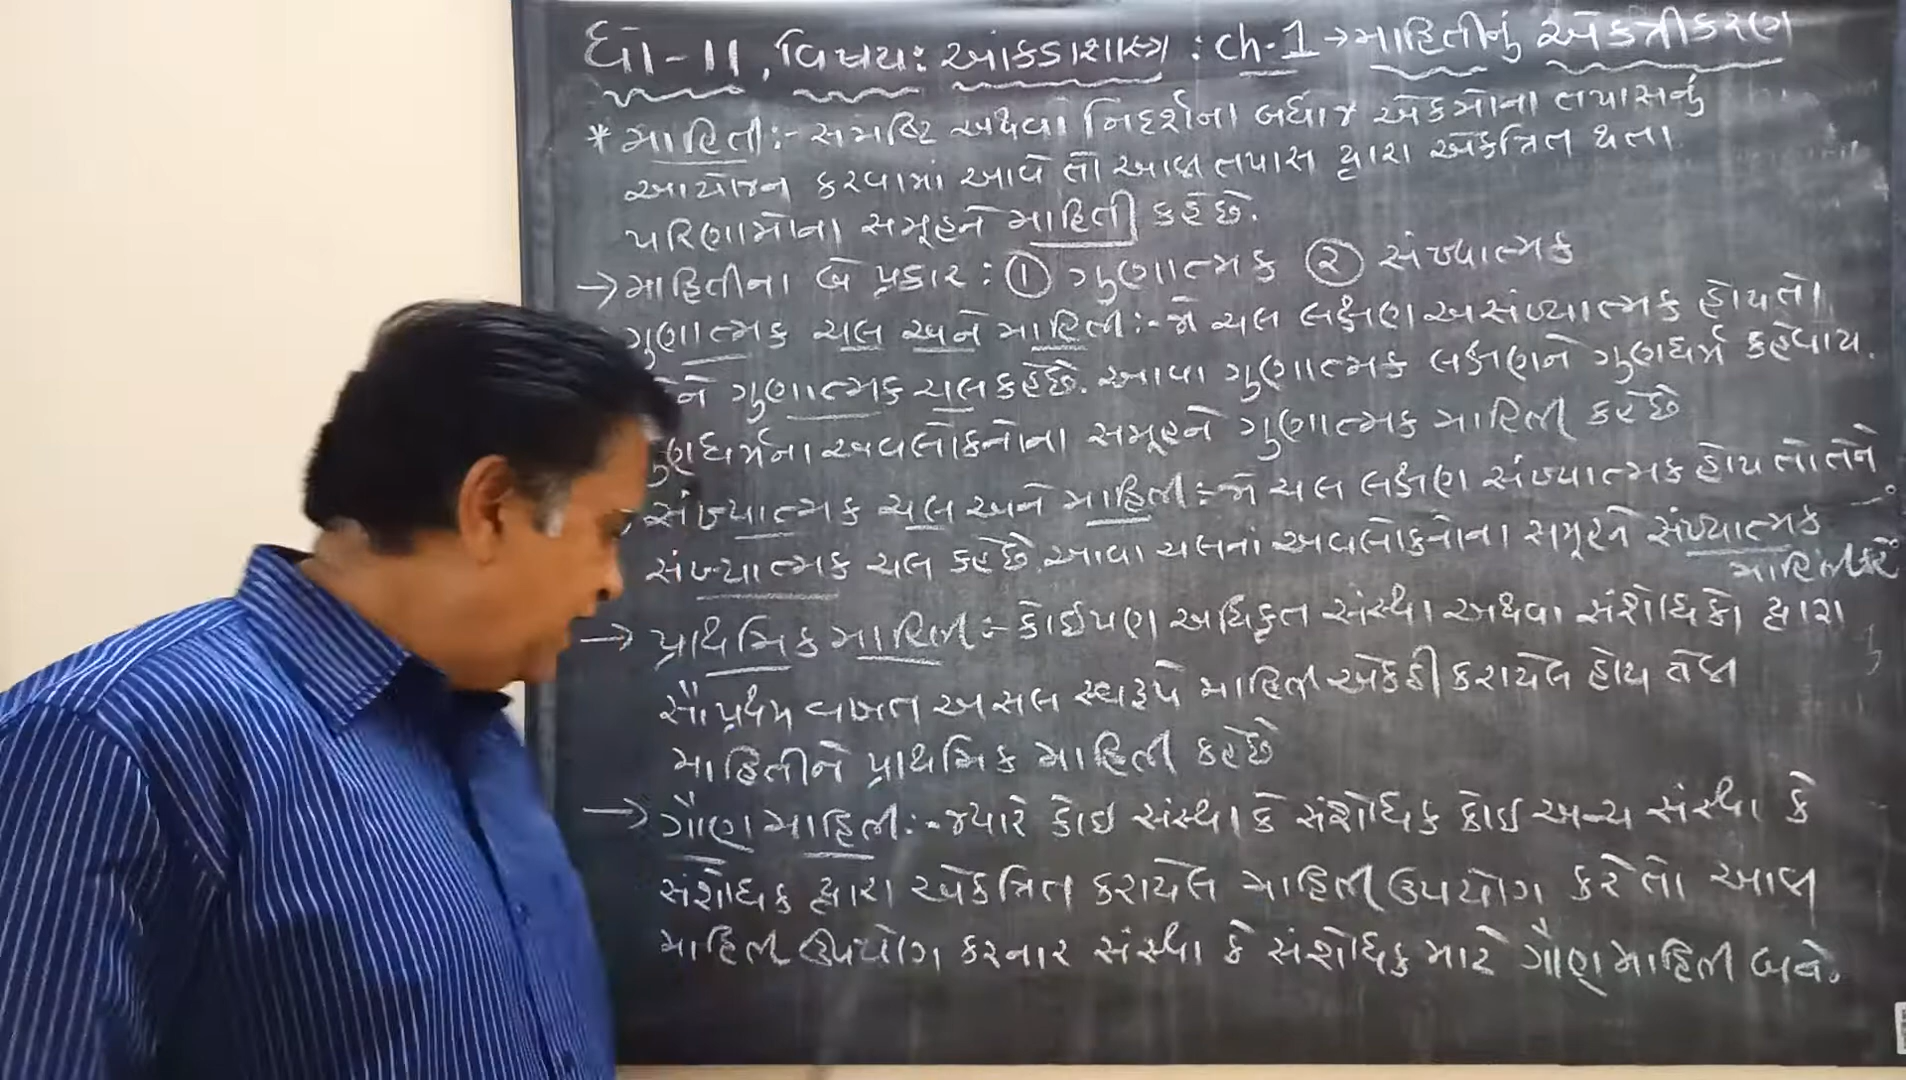 ધો-11, વિષય: આંકડાશાસ્ત્ર : ch-1 → માહિતીનું એકત્રીકરણ
* માહિતી:- સમષ્ટિ અથવા નિદર્શના બધાજ એકમોના તપાસનું
આયોજન કરવામાં આવે તો આવા તપાસ દ્વારા એકત્રિત થતા
પરિણામોના સમૂહને માહિતી કહે છે.
→ માહિતીના બે પ્રકાર: ① ગુણાત્મક ② સંખ્યાત્મક
ગુણાત્મક ચલ અને માહિતી:- જે ચલ લક્ષણ અસંખ્યાત્મક હોય તો
ને ગુણાત્મક ચલ કહે છે. આવા ગુણાત્મક લક્ષણને ગુણધર્મ કહેવાય.
ગુણધર્મના અવલોકનોના સમૂહને ગુણાત્મક માહિતી કહે છે
સંખ્યાત્મક ચલ અને માહિતી:- જે ચલ લક્ષણ સંખ્યાત્મક હોય તો તેને
સંખ્યાત્મક ચલ કહે છે. આવા ચલનાં અવલોકનોના સમૂહને સંખ્યાત્મક
માહિતી કહે
→ પ્રાથમિક માહિતી:- કોઈપણ અધિકૃત સંસ્થા અથવા સંશોધકો દ્વારા
સૌપ્રથમ વખત અસલ સ્વરૂપે માહિતી એકઠી કરાયેલ હોય તેવી
માહિતીને પ્રાથમિક માહિતી કહે છે
→ ગૌણ માહિતી:- જ્યારે કોઇ સંસ્થા કે સંશોધક કોઇ અન્ય સંસ્થા કે
સંશોધક દ્વારા એકત્રિત કરાયેલ માહિતી ઉપયોગ કરે તો આવી
માહિતી ઉપયોગ કરનાર સંસ્થા કે સંશોધક માટે ગૌણ માહિતી બને.